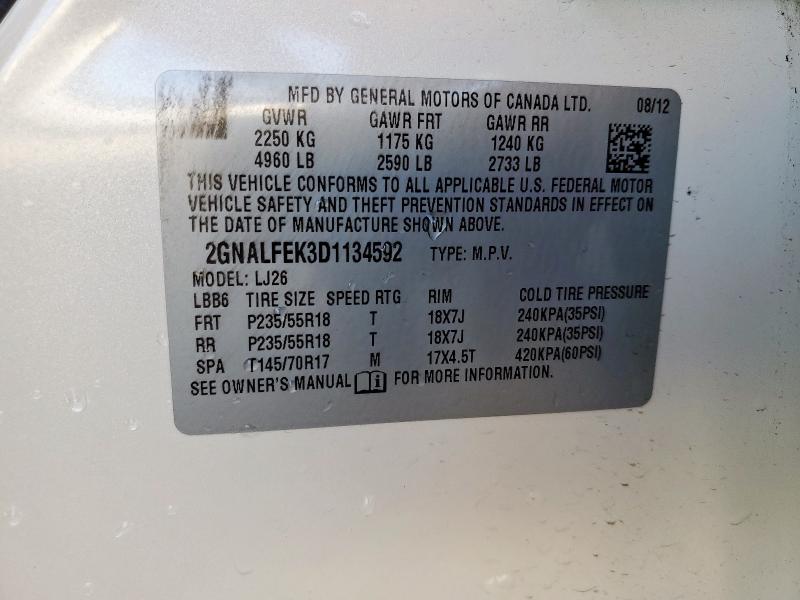 MFD BY GENERAL MOTORS OF CANADA LTD. 08/12
GVWR GAWR FRT GAWR RR
2250 KG 1175 KG 1240 KG
4960 LB 2590 LB 2733 LB
THIS VEHICLE CONFORMS TO ALL APPLICABLE U.S. FEDERAL MOTOR
VEHICLE SAFETY AND THEFT PREVENTION STANDARDS IN EFFECT ON
THE DATE OF MANUFACTURE SHOWN ABOVE.
2GNALFEK3D1134592 TYPE: M.P.V.
MODEL: LJ26
LBB6 TIRE SIZE SPEED RTG RIM COLD TIRE PRESSURE
FRT P235/55R18 T 18X7J 240KPA(35PSI)
RR P235/55R18 T 18X7J 240KPA(35PSI)
SPA T145/70R17 M 17X4.5T 420KPA(60PSI)
SEE OWNER'S MANUAL FOR MORE INFORMATION.